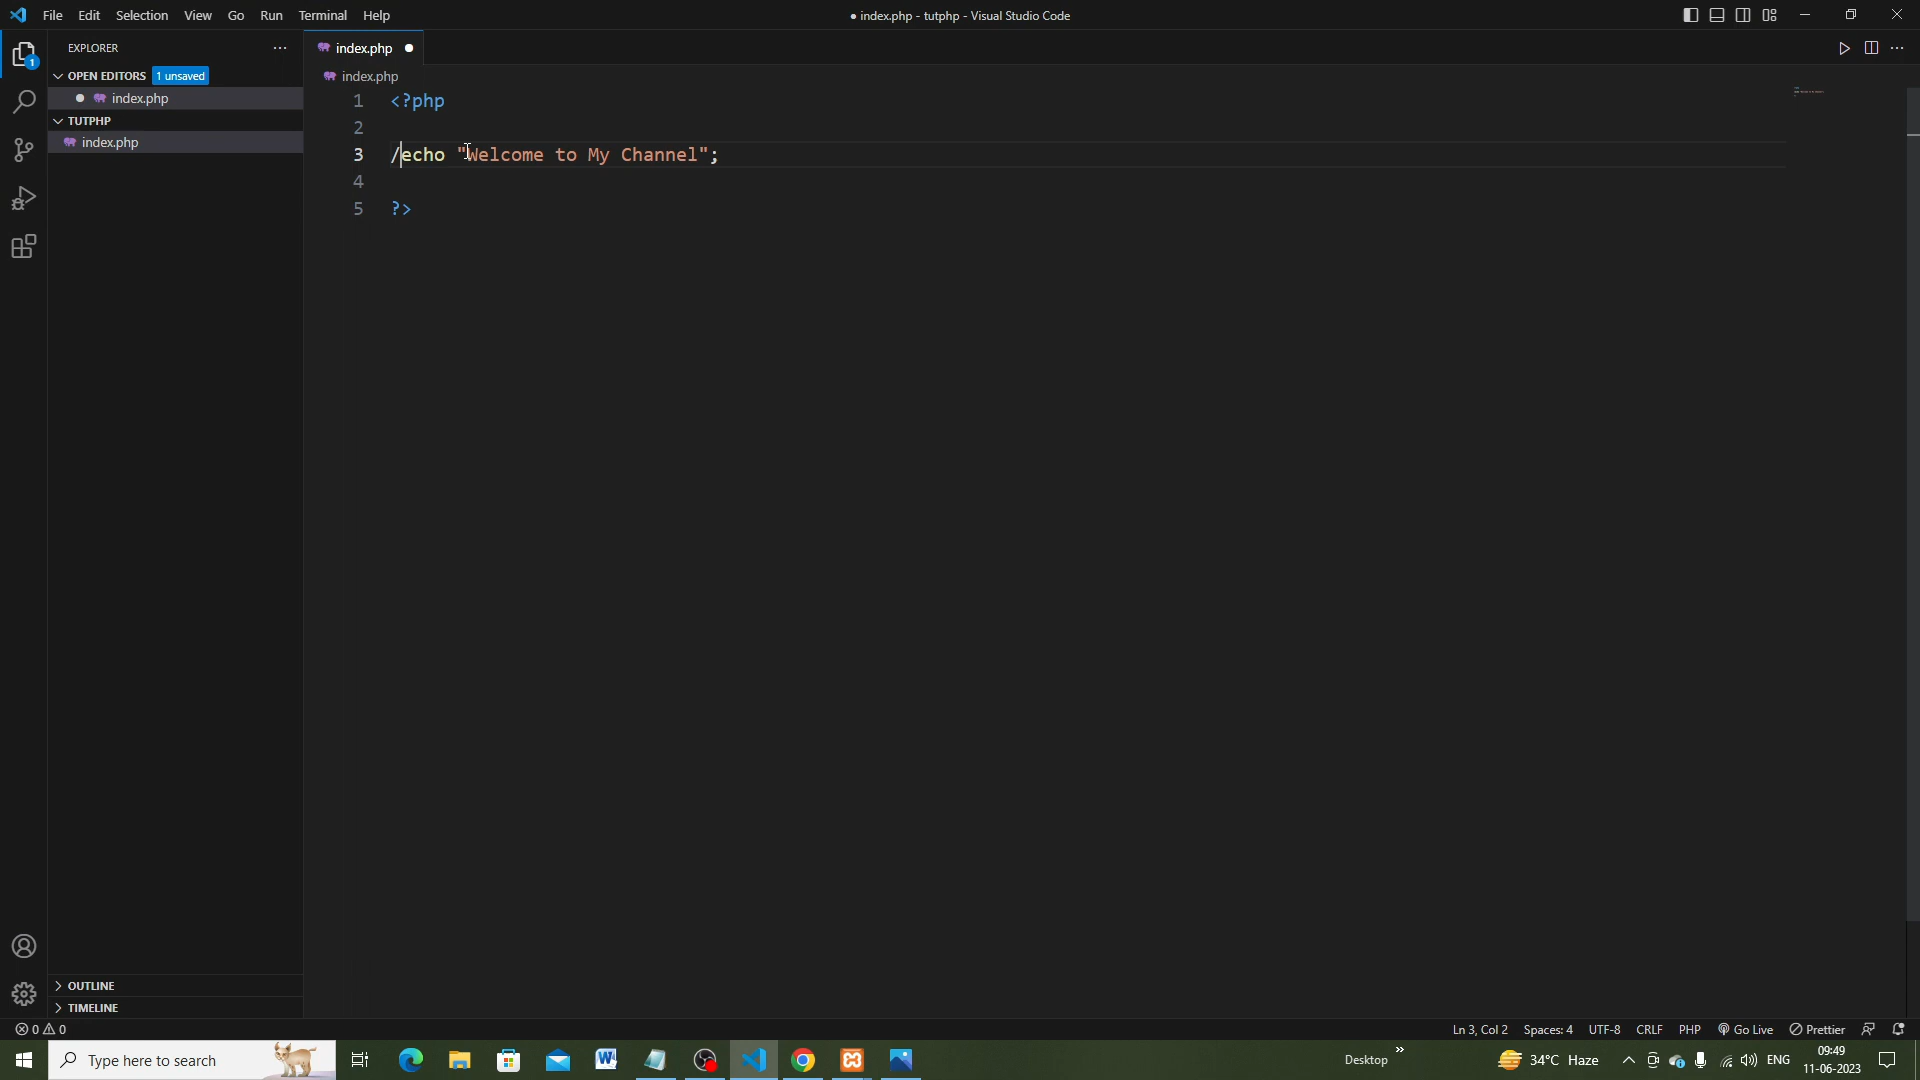 File Edit Selection View Go Run Terminal Help
● index.php - tutphp - Visual Studio Code
EXPLORER
index.php
OPEN EDITORS 1 unsaved
index.php
1
index.php
TUTPHP
index.php
1 <?php
2
3 /echo "Welcome to My Channel";
4
5 ?>
OUTLINE
TIMELINE
0 0
Ln 3, Col 2 Spaces: 4 UTF-8 CRLF PHP Go Live Prettier
Type here to search
Desktop
34°C Haze
ENG
09:49
11-06-2023